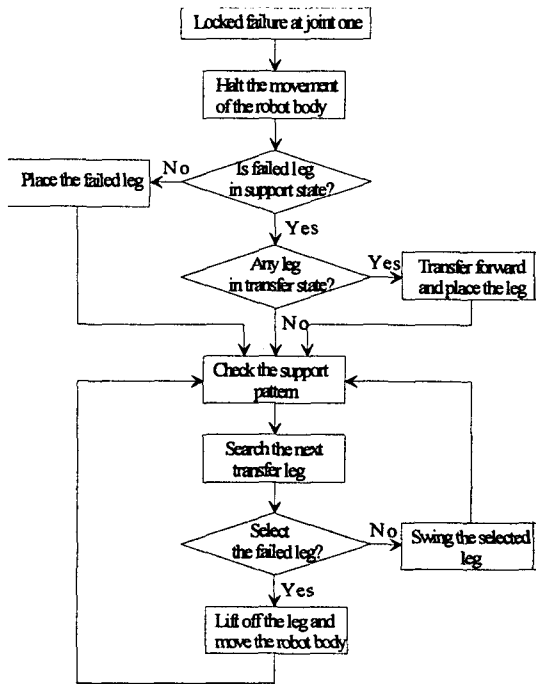 Locked failure at joint one
Halt the movement
of the robot body
Is failed leg
in support state?
No
Place the failed leg
Yes
Any leg
in transfer state?
Yes
Transfer forward
and place the leg
No
Check the support
pattern
Search the next
transfer leg
Select
the failed leg?
No
Swing the selected
leg
Yes
Lift off the leg and
move the robot body